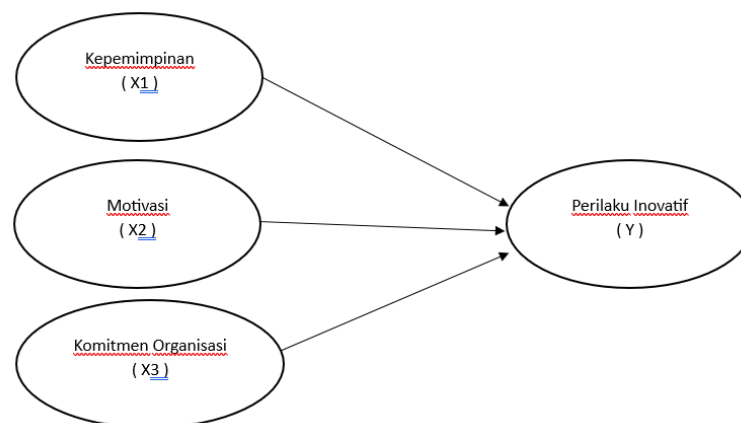 Kepemimpinan
( X1 )
Motivasi
( X2 )
Komitmen Organisasi
( X3 )
Perilaku Inovatif
( Y )